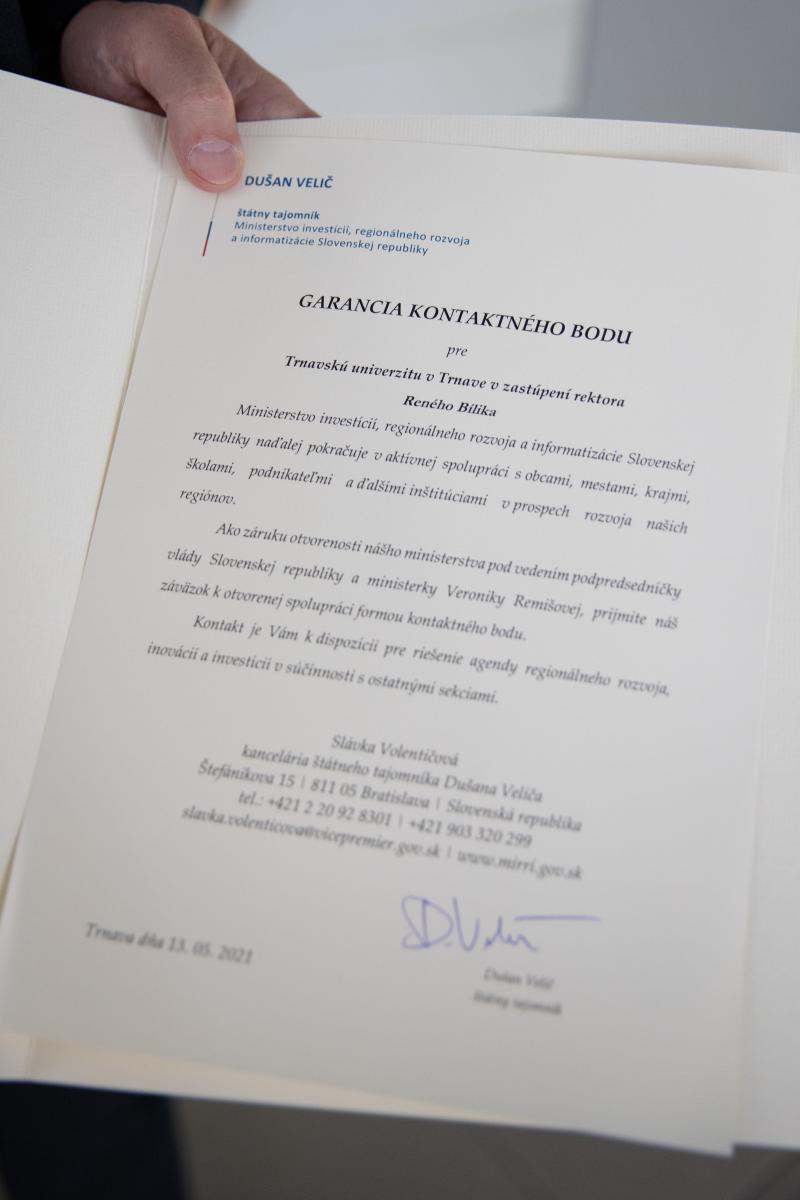 DUŠAN VELIČ
štátny tajomník
Ministerstvo investícií, regionálneho rozvoja
a informatizácie Slovenskej republiky
GARANCIA KONTAKTNÉHO BODU
pre
Trnavskú univerzitu v Trnave v zastúpení rektora
Reného Bílika
Ministerstvo investícií, regionálneho rozvoja a informatizácie Slovenskej
republiky naďalej pokračuje v aktívnej spolupráci s obcami, mestami, krajmi,
školami, podnikateľmi a ďalšími inštitúciami v prospech rozvoja našich
regiónov.
Ako záruku otvorenosti nášho ministerstva pod vedením podpredsedníčky
vlády Slovenskej republiky a ministerky Veroniky Remišovej, prijmite náš
záväzok k otvorenej spolupráci formou kontaktného bodu.
Kontakt je Vám k dispozícii pre riešenie agendy regionálneho rozvoja,
inovácií a investícií v súčinnosti s ostatnými sekciami.
Slávka Volentičová
kancelária štátneho tajomníka Dušana Veliča
Štefánikova 15 | 811 05 Bratislava | Slovenská republika
tel.: +421 2 20 92 8301 | +421 903 320 299
slavka.volenticova@vicepremier.gov.sk | www.mirri.gov.sk
Trnava dňa 13. 05. 2021
D. Velič
Dušan Velič
štátny tajomník